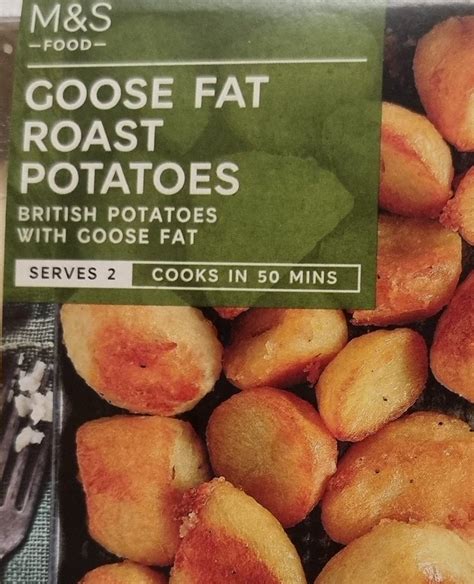 M&S
—FOOD—
GOOSE FAT
ROAST
POTATOES
BRITISH POTATOES
WITH GOOSE FAT
SERVES 2 COOKS IN 50 MINS